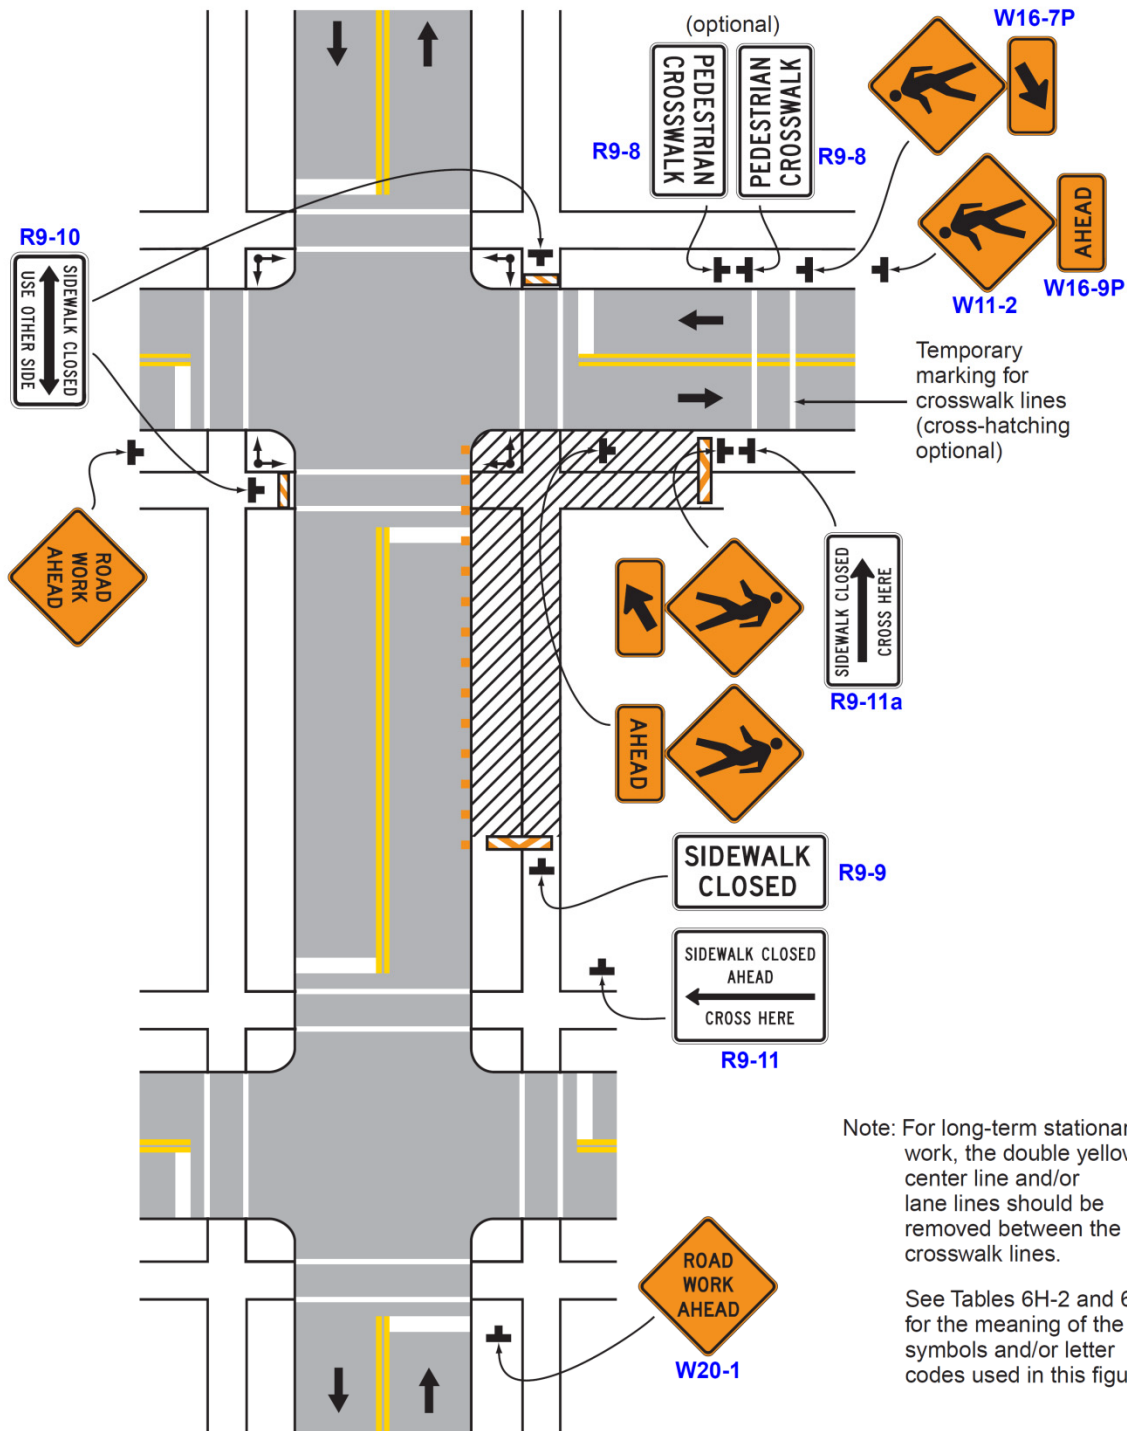 (optional)
W16-7P
PEDESTRIAN
CROSSWALK
PEDESTRIAN
CROSSWALK
R9-8
R9-8
R9-10
SIDEWALK CLOSED
USE OTHER SIDE
AHEAD
W16-9P
W11-2
Temporary
marking for
crosswalk lines
(cross-hatching
optional)
ROAD
WORK
AHEAD
SIDEWALK CLOSED
CROSS HERE
R9-11a
AHEAD
SIDEWALK
CLOSED
R9-9
SIDEWALK CLOSED
AHEAD
CROSS HERE
R9-11
Note: For long-term stationar
work, the double yellow
center line and/or
lane lines should be
removed between the
crosswalk lines.
See Tables 6H-2 and 6
for the meaning of the
symbols and/or letter
codes used in this figu
ROAD
WORK
AHEAD
W20-1